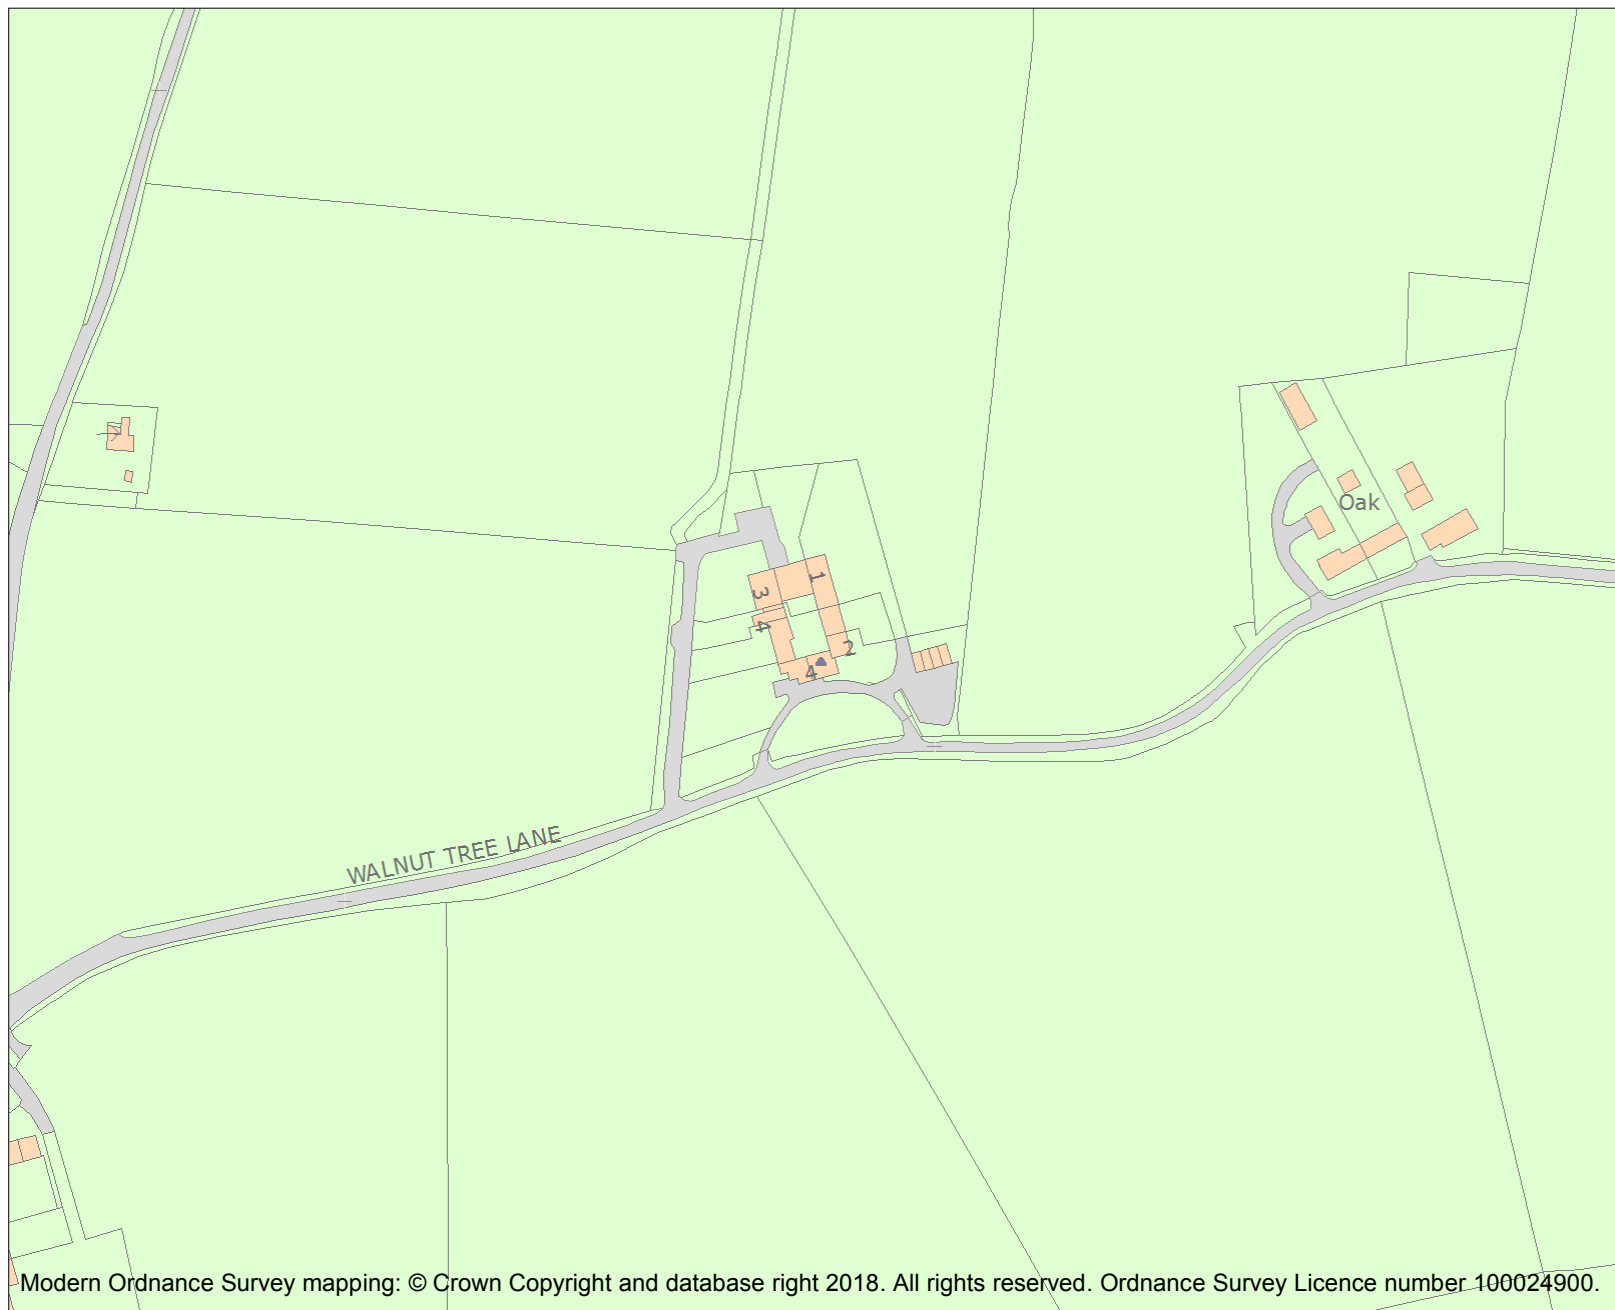 Oak
1
3
4
2
4
WALNUT TREE LANE
Modern Ordnance Survey mapping: © Crown Copyright and database right 2018. All rights reserved. Ordnance Survey Licence number 100024900.